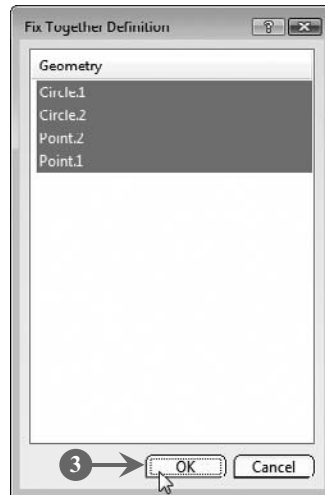 Fix Together Definition
Geometry
Circle.1
Circle.2
Point.2
Point.1
3
OK
Cancel